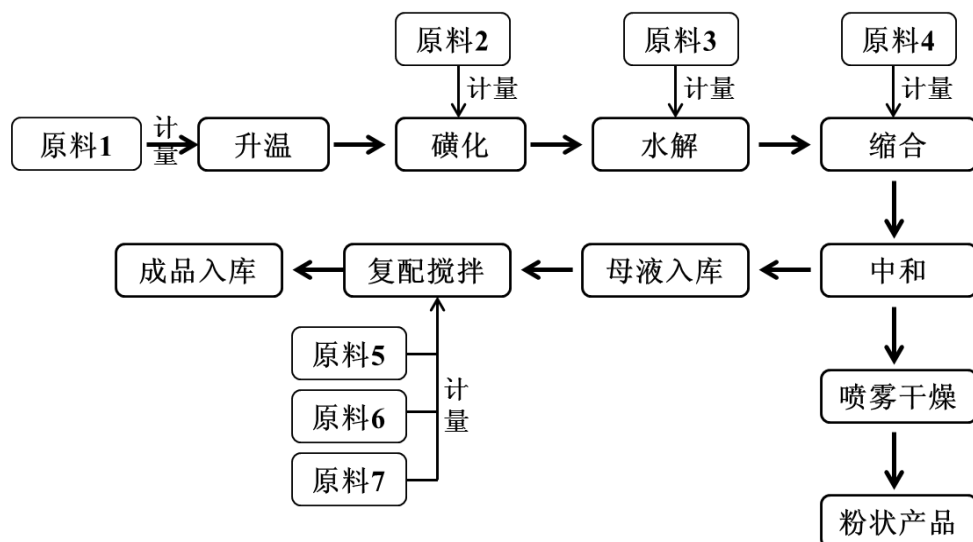 原料2
原料3
原料4
计量
计量
计量
原料1
计
量
升温
磺化
水解
缩合
成品入库
复配搅拌
母液入库
中和
原料5
原料6
原料7
计
量
喷雾干燥
粉状产品